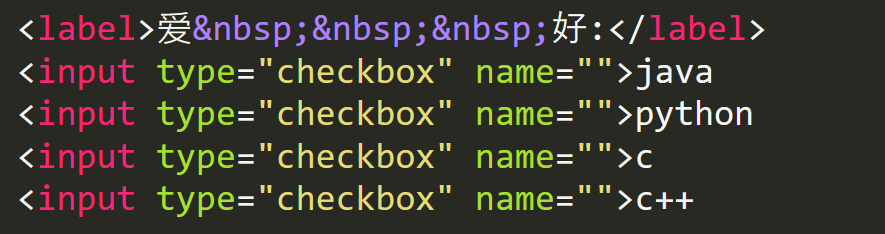 <label>爱&nbsp;&nbsp;&nbsp;好:</label>
<input type="checkbox" name="">java
<input type="checkbox" name="">python
<input type="checkbox" name="">c
<input type="checkbox" name="">c++